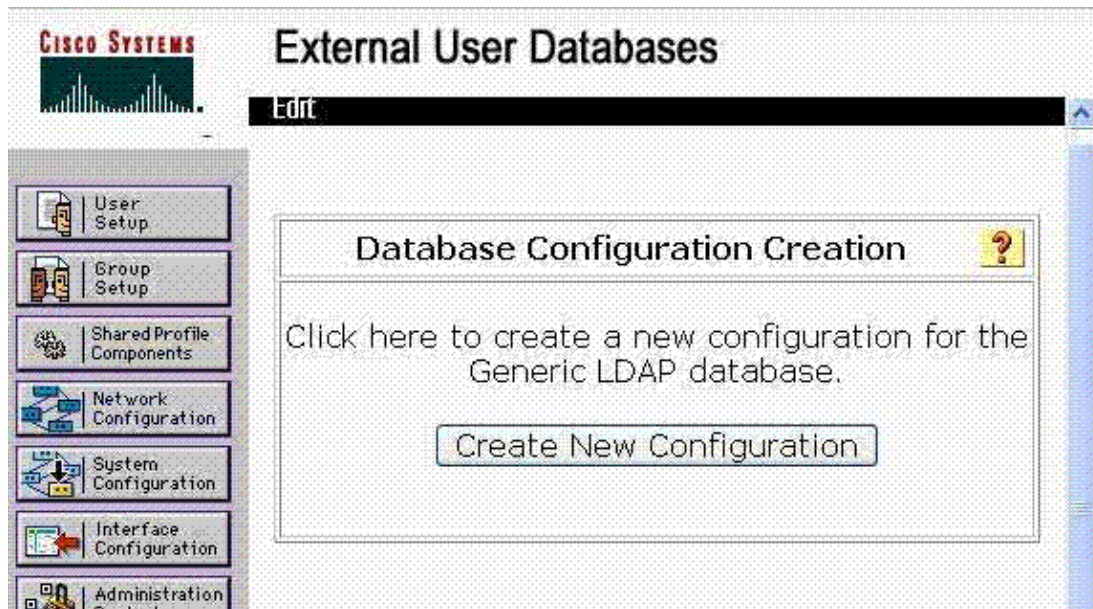 CISCO SYSTEMS
External User Databases
Edit
User
Setup
Group
Setup
Shared Profile
Components
Network
Configuration
System
Configuration
Interface
Configuration
Administration
Database Configuration Creation
?
Click here to create a new configuration for the
Generic LDAP database.
Create New Configuration